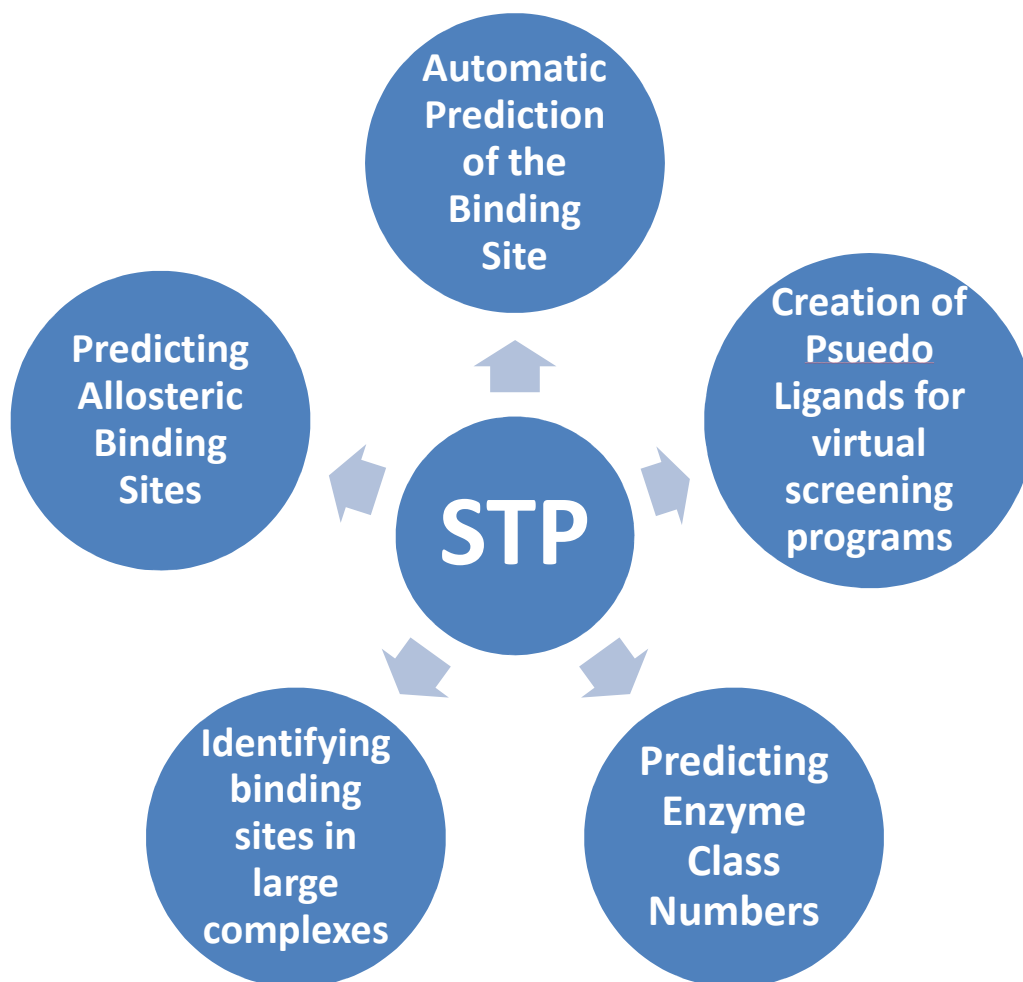 Automatic
Prediction
of the
Binding
Site
Creation of
Psuedo
Ligands for
virtual
screening
programs
Predicting
Allosteric
Binding
Sites
STP
Identifying
binding
sites in
large
complexes
Predicting
Enzyme
Class
Numbers